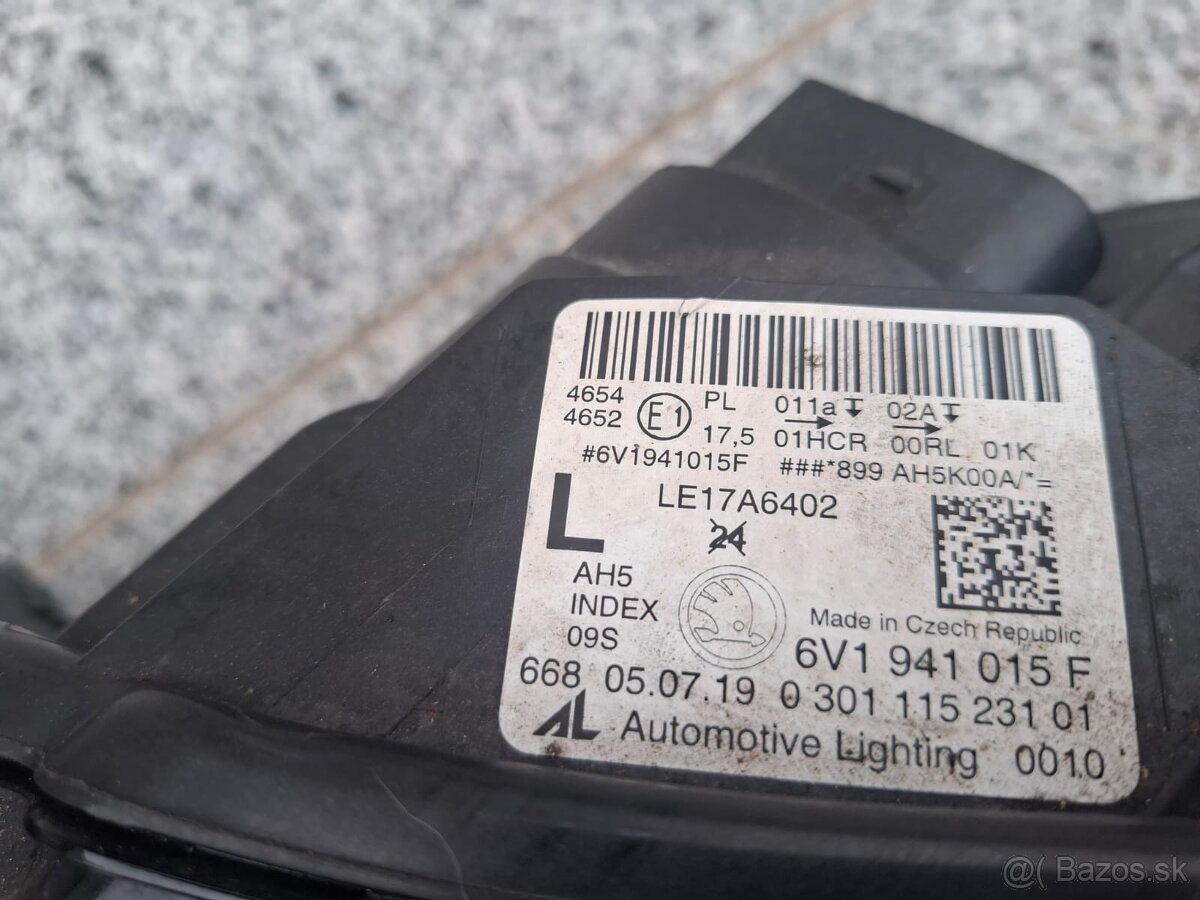 4654 E1 PL 011a 02A
4652 17,5 01HCR 00RL 01K
#6V1941015F ###*899 AH5K00A/*=
L LE17A6402
24
AH5
INDEX
09S
Made in Czech Republic
6V1 941 015 F
668 05.07.19 0 301 115 231 01
AL Automotive Lighting 0010
@( Bazos.sk